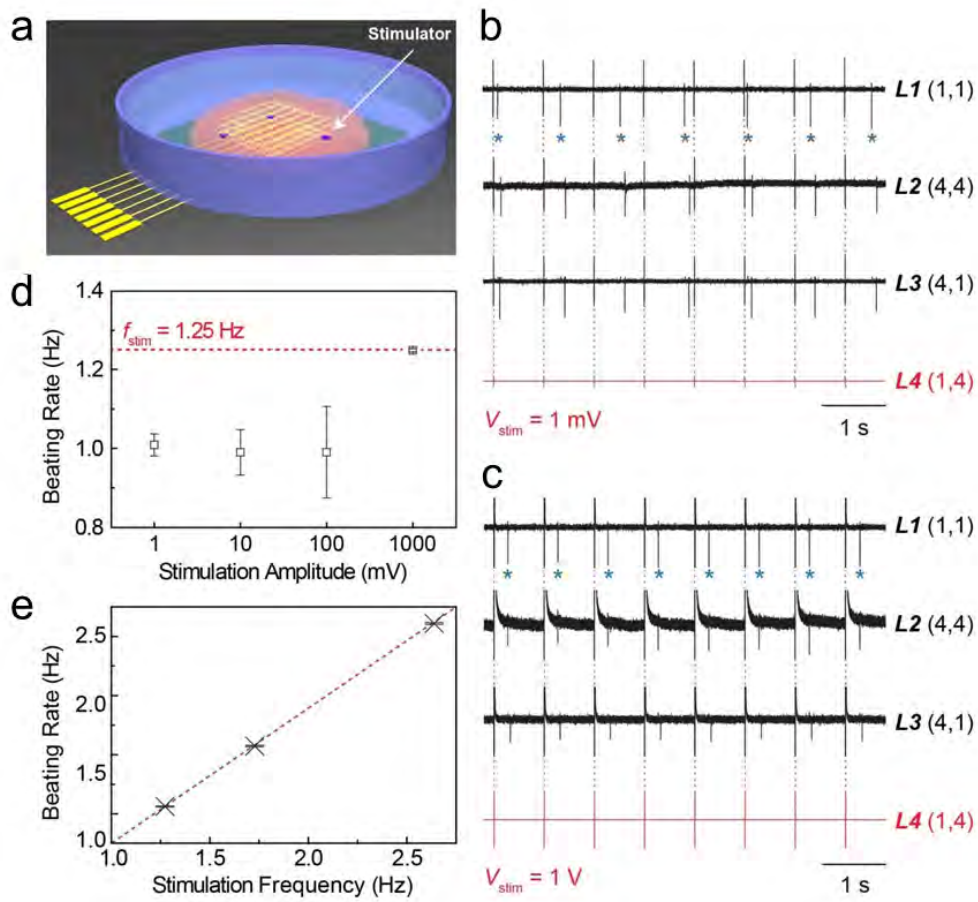 a
Stimulator
b
L1 (1,1)
* * * * * * *
L2 (4,4)
L3 (4,1)
L4 (1,4)
V_stim = 1 mV
1 s
c
L1 (1,1)
* * * * * * * *
L2 (4,4)
L3 (4,1)
L4 (1,4)
V_stim = 1 V
1 s
d
1.4
1.2
1.0
0.8
Beating Rate (Hz)
f_stim = 1.25 Hz
1 10 100 1000
Stimulation Amplitude (mV)
e
2.5
2.0
1.5
1.0
Beating Rate (Hz)
1.0 1.5 2.0 2.5
Stimulation Frequency (Hz)